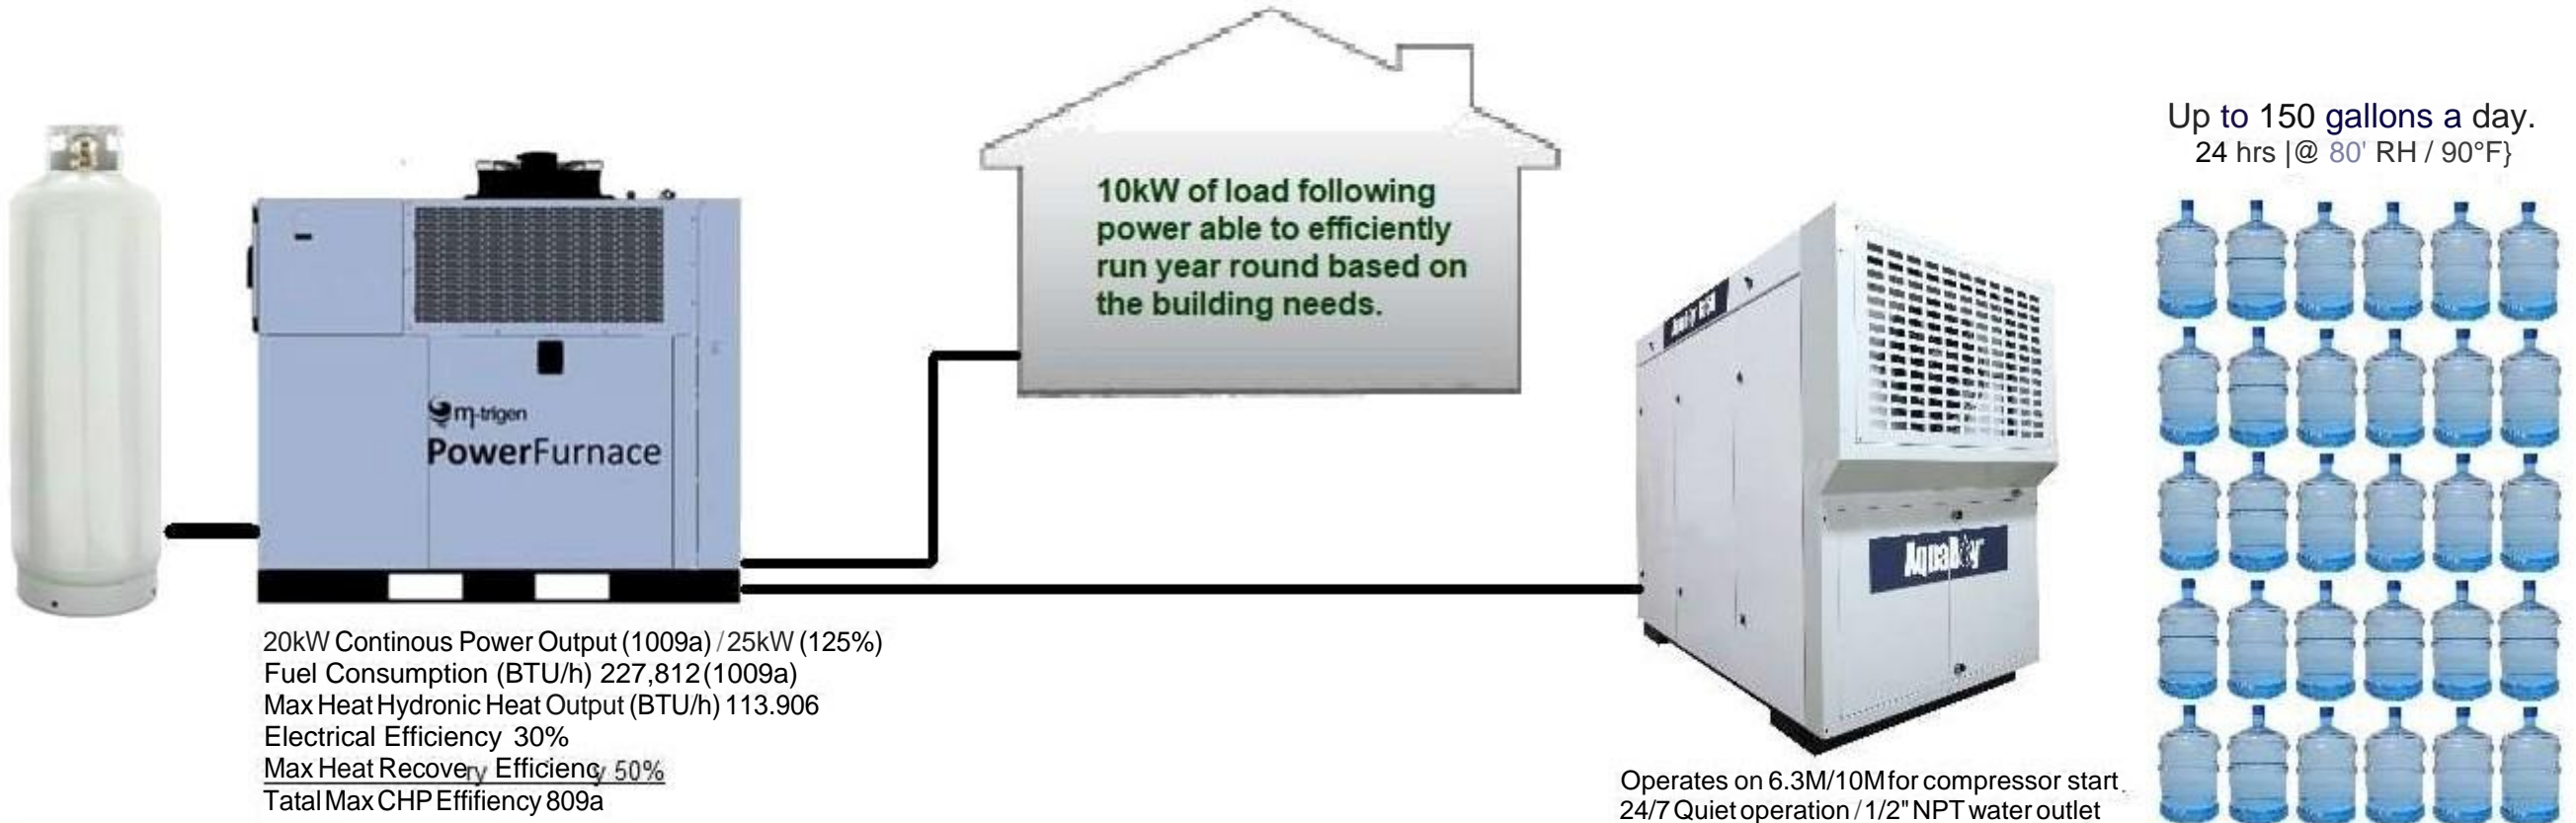 Up to 150 gallons a day.
24 hrs |@ 80' RH / 90°F}
10kW of load following
power able to efficiently
run year round based on
the building needs.
m-trigen
PowerFurnace
AquaBoy
20kW Continous Power Output (1009a) / 25kW (125%)
Fuel Consumption (BTU/h) 227,812 (1009a)
Max Heat Hydronic Heat Output (BTU/h) 113.906
Electrical Efficiency 30%
Max Heat Recovery Efficiency 50%
Tatal Max CHP Effifiency 809a
Operates on 6.3M/10M for compressor start.
24/7 Quiet operation / 1/2" NPT water outlet